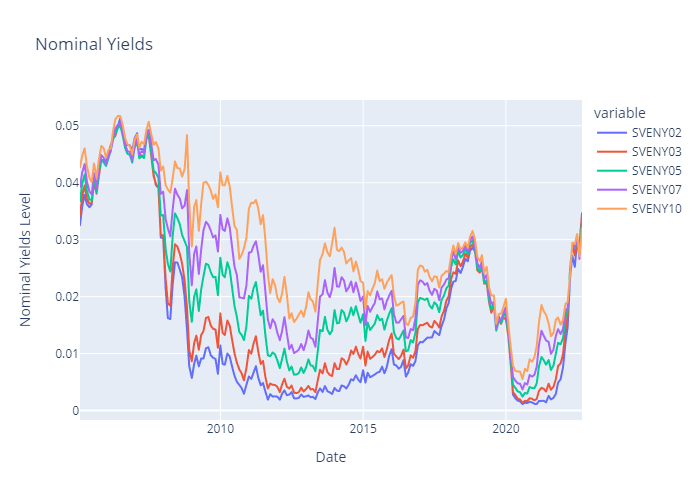 Nominal Yields
variable
SVENY02
SVENY03
SVENY05
SVENY07
SVENY10
0.05
0.04
0.03
0.02
0.01
0
Nominal Yields Level
2010
2015
2020
Date